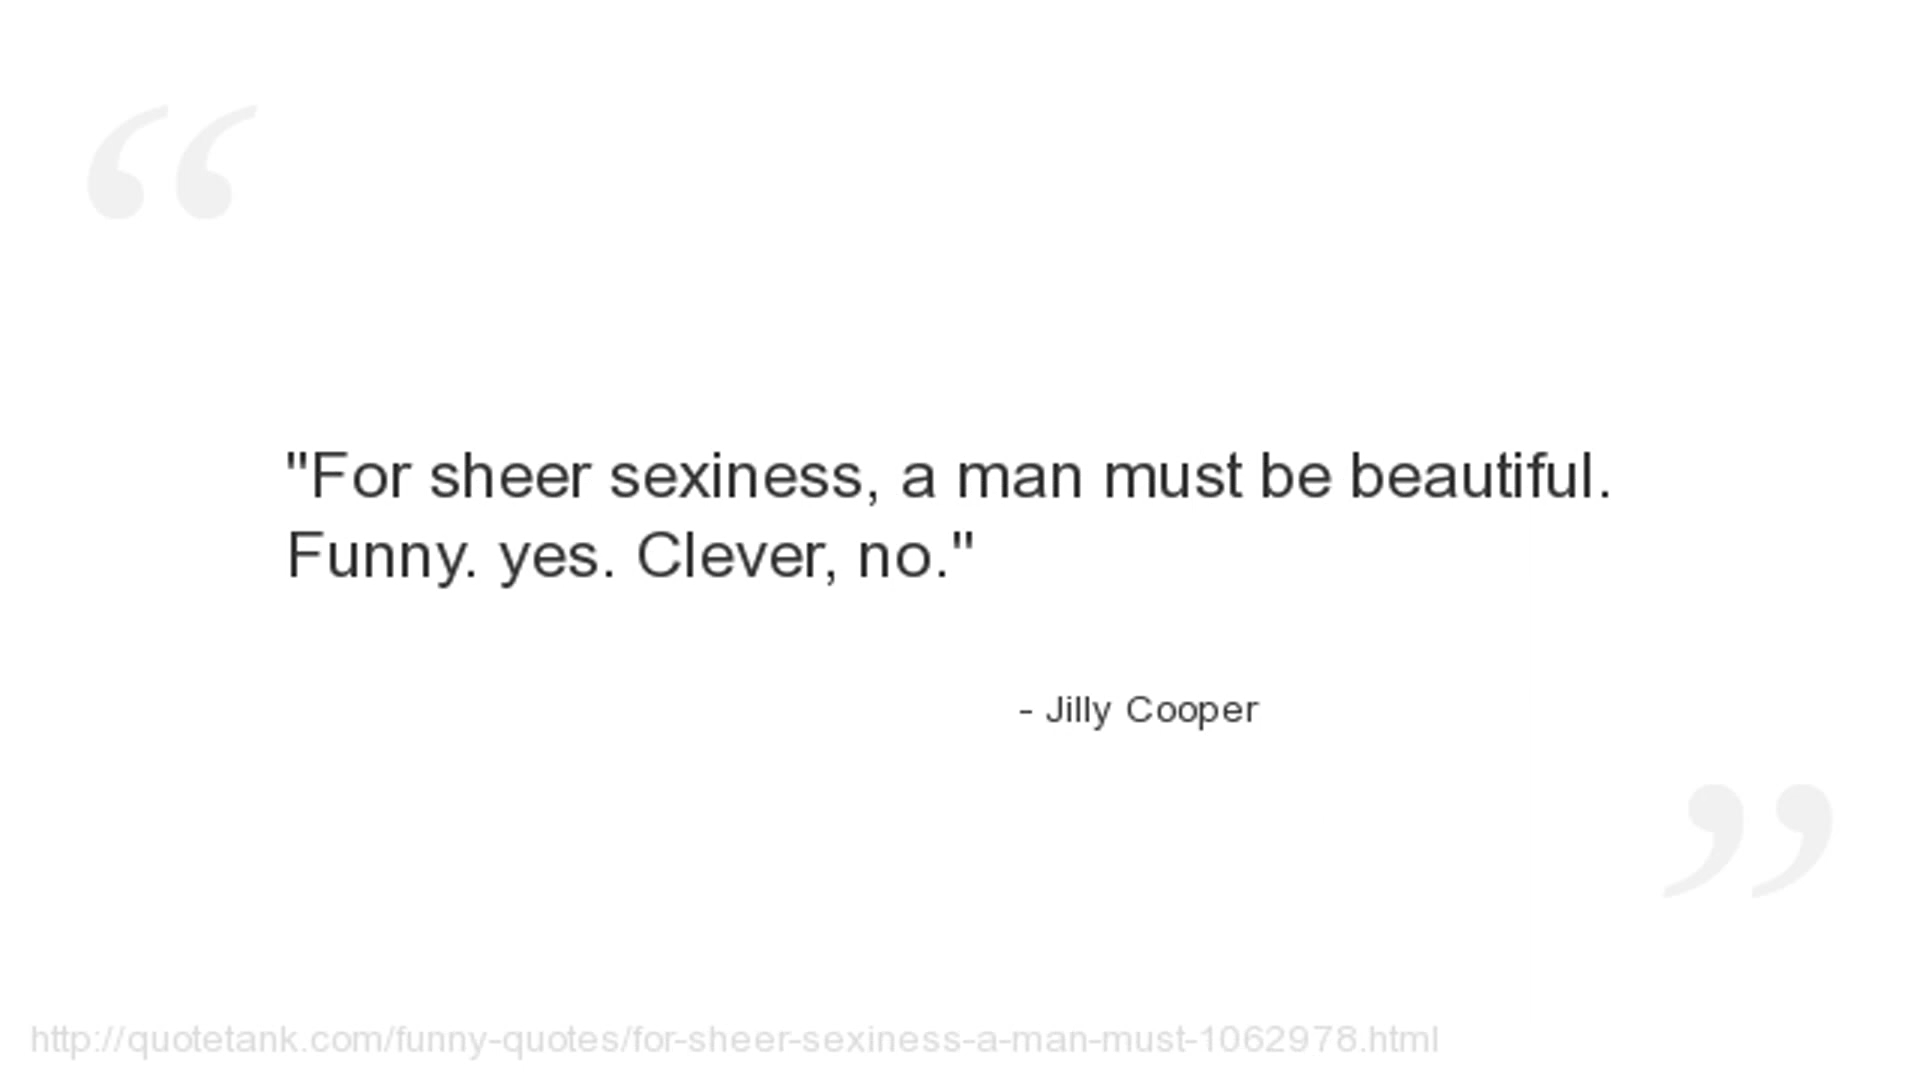 "For sheer sexiness, a man must be beautiful.
Funny. yes. Clever, no."
- Jilly Cooper
http://quotetank.com/funny-quotes/for-sheer-sexiness-a-man-must-1062978.html